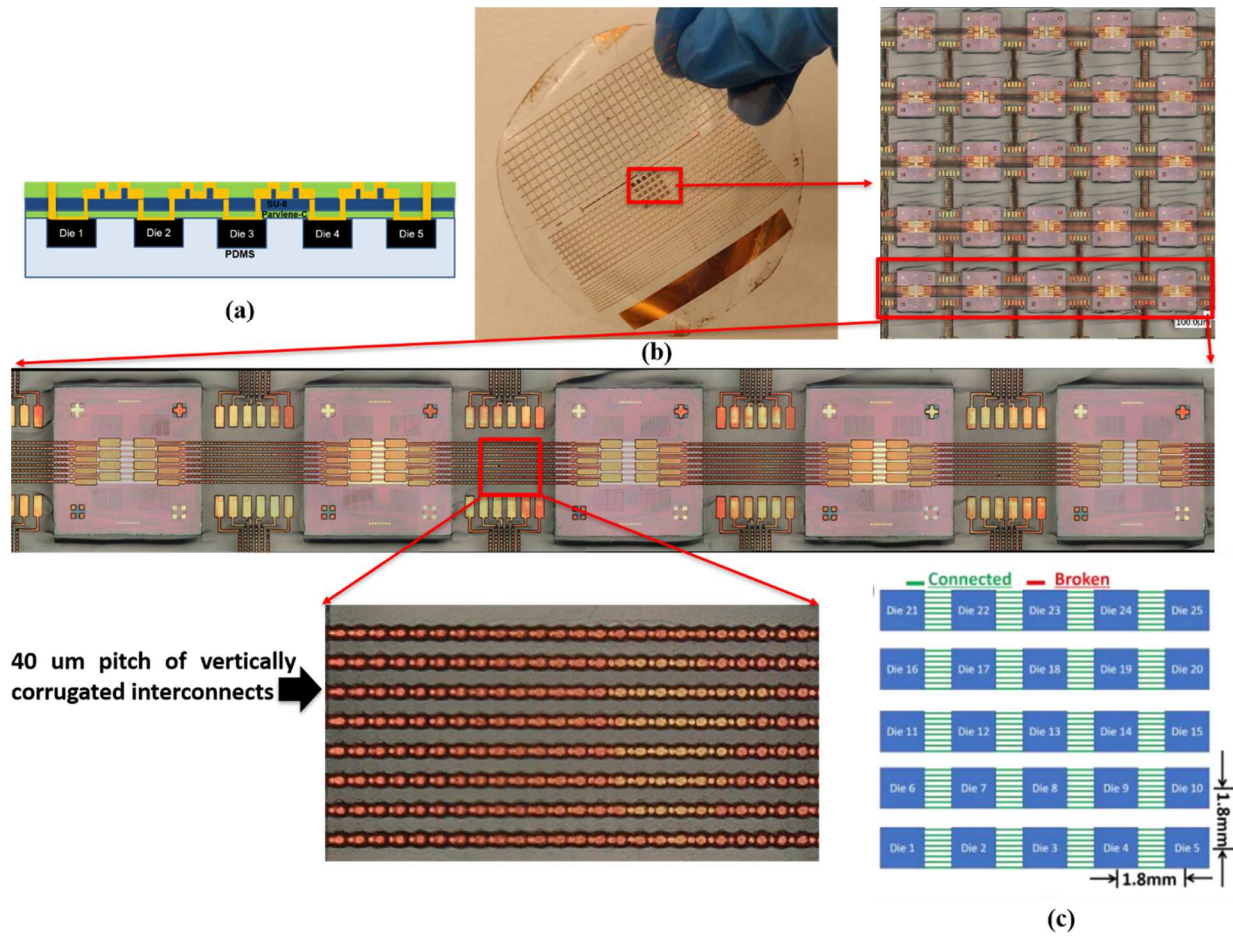 SU-8
Parylene-C
Die 1
Die 2
Die 3
Die 4
Die 5
PDMS
(a)
(b)
100.0µm
40 um pitch of vertically
corrugated interconnects
Connected
Broken
Die 21
Die 22
Die 23
Die 24
Die 25
Die 16
Die 17
Die 18
Die 19
Die 20
Die 11
Die 12
Die 13
Die 14
Die 15
Die 6
Die 7
Die 8
Die 9
Die 10
1.8mm
Die 1
Die 2
Die 3
Die 4
Die 5
1.8mm
(c)